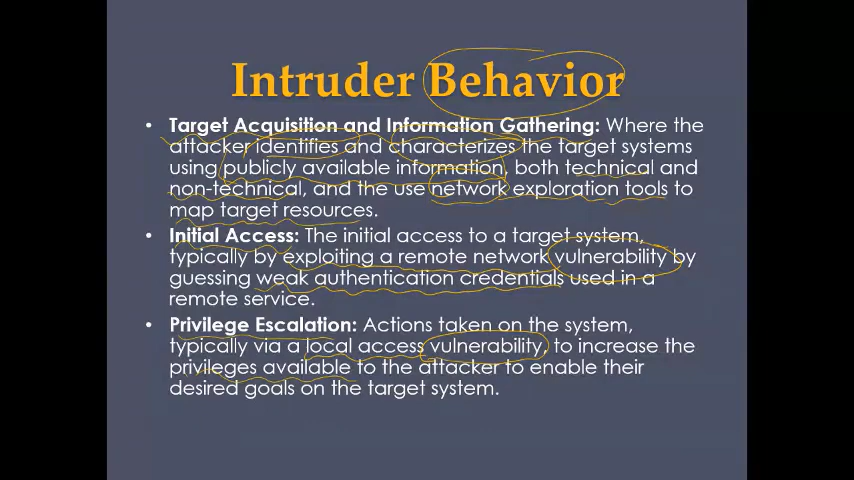 Intruder Behavior
• Target Acquisition and Information Gathering: Where the
attacker identifies and characterizes the target systems
using publicly available information, both technical and
non-technical, and the use network exploration tools to
map target resources.
• Initial Access: The initial access to a target system,
typically by exploiting a remote network vulnerability by
guessing weak authentication credentials used in a
remote service.
• Privilege Escalation: Actions taken on the system,
typically via a local access vulnerability, to increase the
privileges available to the attacker to enable their
desired goals on the target system.